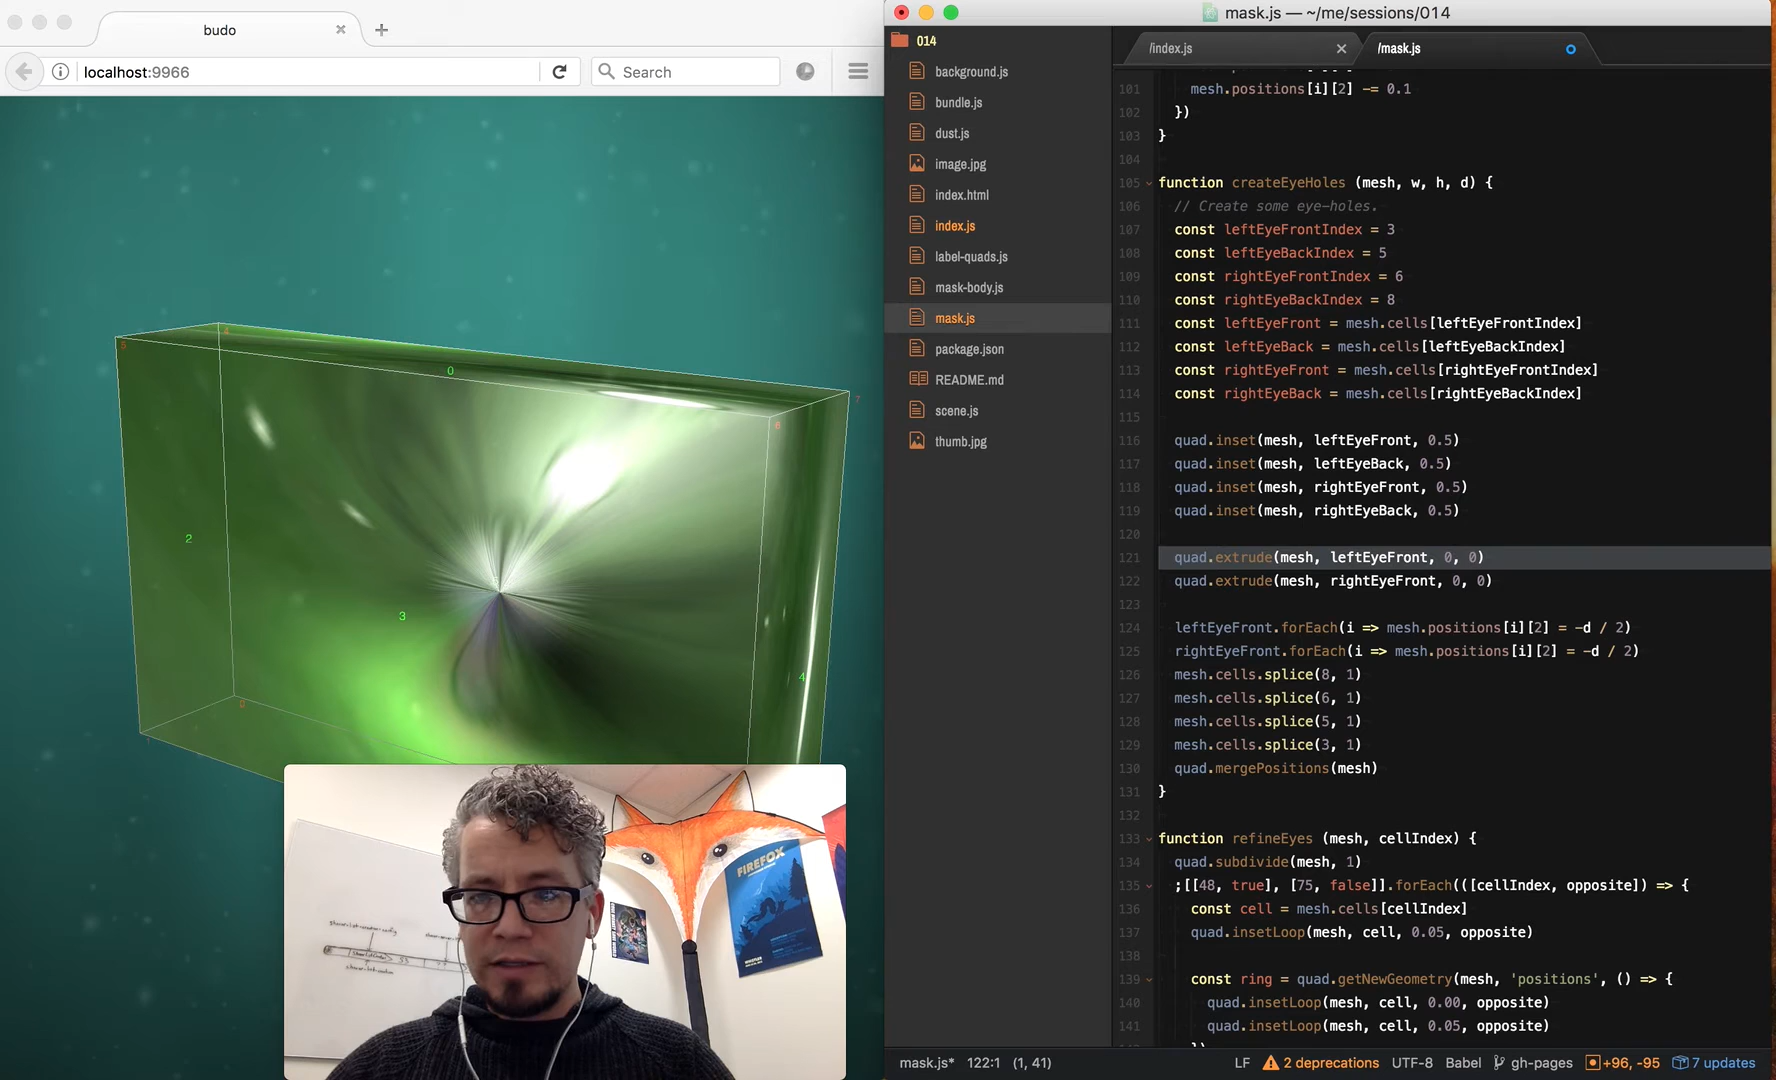 budo
localhost:9966
Search
5
4
0
7
6
2
3
4
0
FIREFOX
mask.js — ~/me/sessions/014
014
background.js
bundle.js
dust.js
image.jpg
index.html
index.js
label-quads.js
mask-body.js
mask.js
package.json
README.md
scene.js
thumb.jpg
/index.js
/mask.js
101 mesh.positions[i][2] -= 0.1
102 })
103 }
104
105 function createEyeHoles (mesh, w, h, d) {
106 // Create some eye-holes.
107 const leftEyeFrontIndex = 3
108 const leftEyeBackIndex = 5
109 const rightEyeFrontIndex = 6
110 const rightEyeBackIndex = 8
111 const leftEyeFront = mesh.cells[leftEyeFrontIndex]
112 const leftEyeBack = mesh.cells[leftEyeBackIndex]
113 const rightEyeFront = mesh.cells[rightEyeFrontIndex]
114 const rightEyeBack = mesh.cells[rightEyeBackIndex]
115
116 quad.inset(mesh, leftEyeFront, 0.5)
117 quad.inset(mesh, leftEyeBack, 0.5)
118 quad.inset(mesh, rightEyeFront, 0.5)
119 quad.inset(mesh, rightEyeBack, 0.5)
120
121 quad.extrude(mesh, leftEyeFront, 0, 0)
122 quad.extrude(mesh, rightEyeFront, 0, 0)
123
124 leftEyeFront.forEach(i => mesh.positions[i][2] = -d / 2)
125 rightEyeFront.forEach(i => mesh.positions[i][2] = -d / 2)
126 mesh.cells.splice(8, 1)
127 mesh.cells.splice(6, 1)
128 mesh.cells.splice(5, 1)
129 mesh.cells.splice(3, 1)
130 quad.mergePositions(mesh)
131 }
132
133 function refineEyes (mesh, cellIndex) {
134 quad.subdivide(mesh, 1)
135 ;[[48, true], [75, false]].forEach(([cellIndex, opposite]) => {
136 const cell = mesh.cells[cellIndex]
137 quad.insetLoop(mesh, cell, 0.05, opposite)
138
139 const ring = quad.getNewGeometry(mesh, 'positions', () => {
140 quad.insetLoop(mesh, cell, 0.00, opposite)
141 quad.insetLoop(mesh, cell, 0.05, opposite)
mask.js* 122:1 (1, 41)
LF 2 deprecations UTF-8 Babel gh-pages +96, -95 7 updates